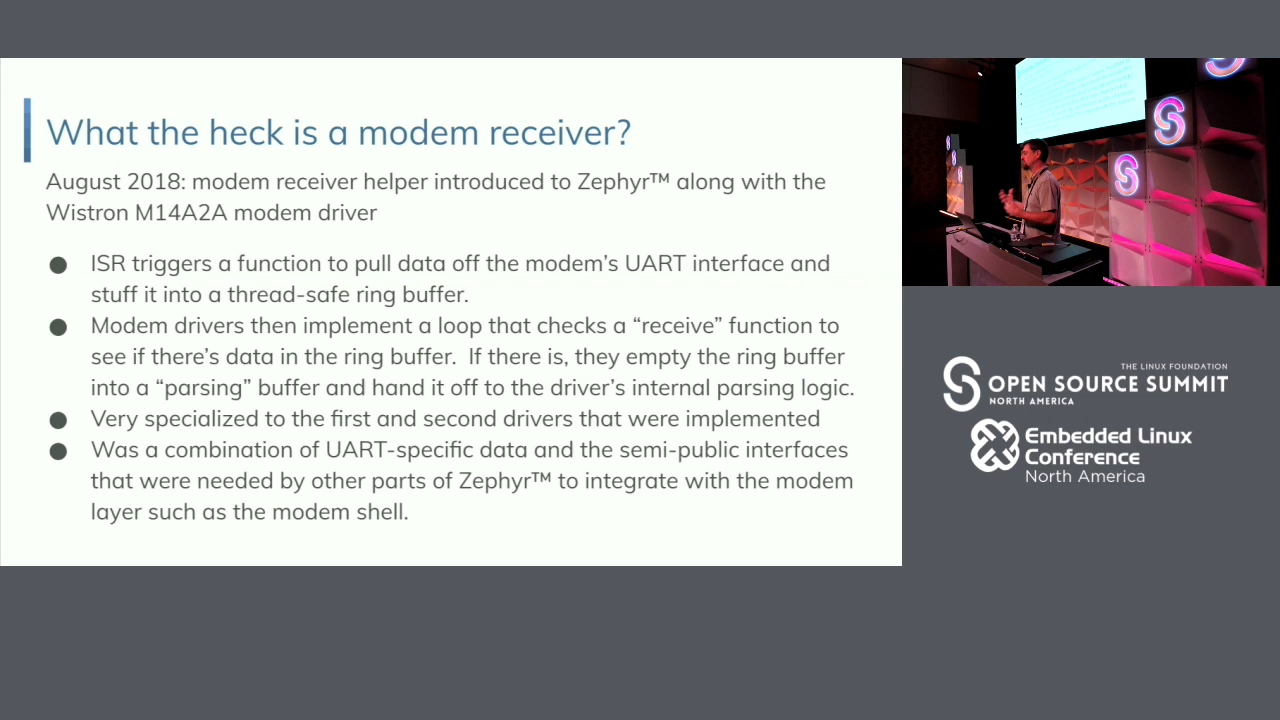 What the heck is a modem receiver?
August 2018: modem receiver helper introduced to Zephyr™ along with the
Wistron M14A2A modem driver
● ISR triggers a function to pull data off the modem's UART interface and
stuff it into a thread-safe ring buffer.
● Modem drivers then implement a loop that checks a “receive” function to
see if there's data in the ring buffer.  If there is, they empty the ring buffer
into a “parsing” buffer and hand it off to the driver's internal parsing logic.
● Very specialized to the first and second drivers that were implemented
● Was a combination of UART-specific data and the semi-public interfaces
that were needed by other parts of Zephyr™ to integrate with the modem
layer such as the modem shell.
THE LINUX FOUNDATION
OPEN SOURCE SUMMIT
NORTH AMERICA
Embedded Linux
Conference
North America